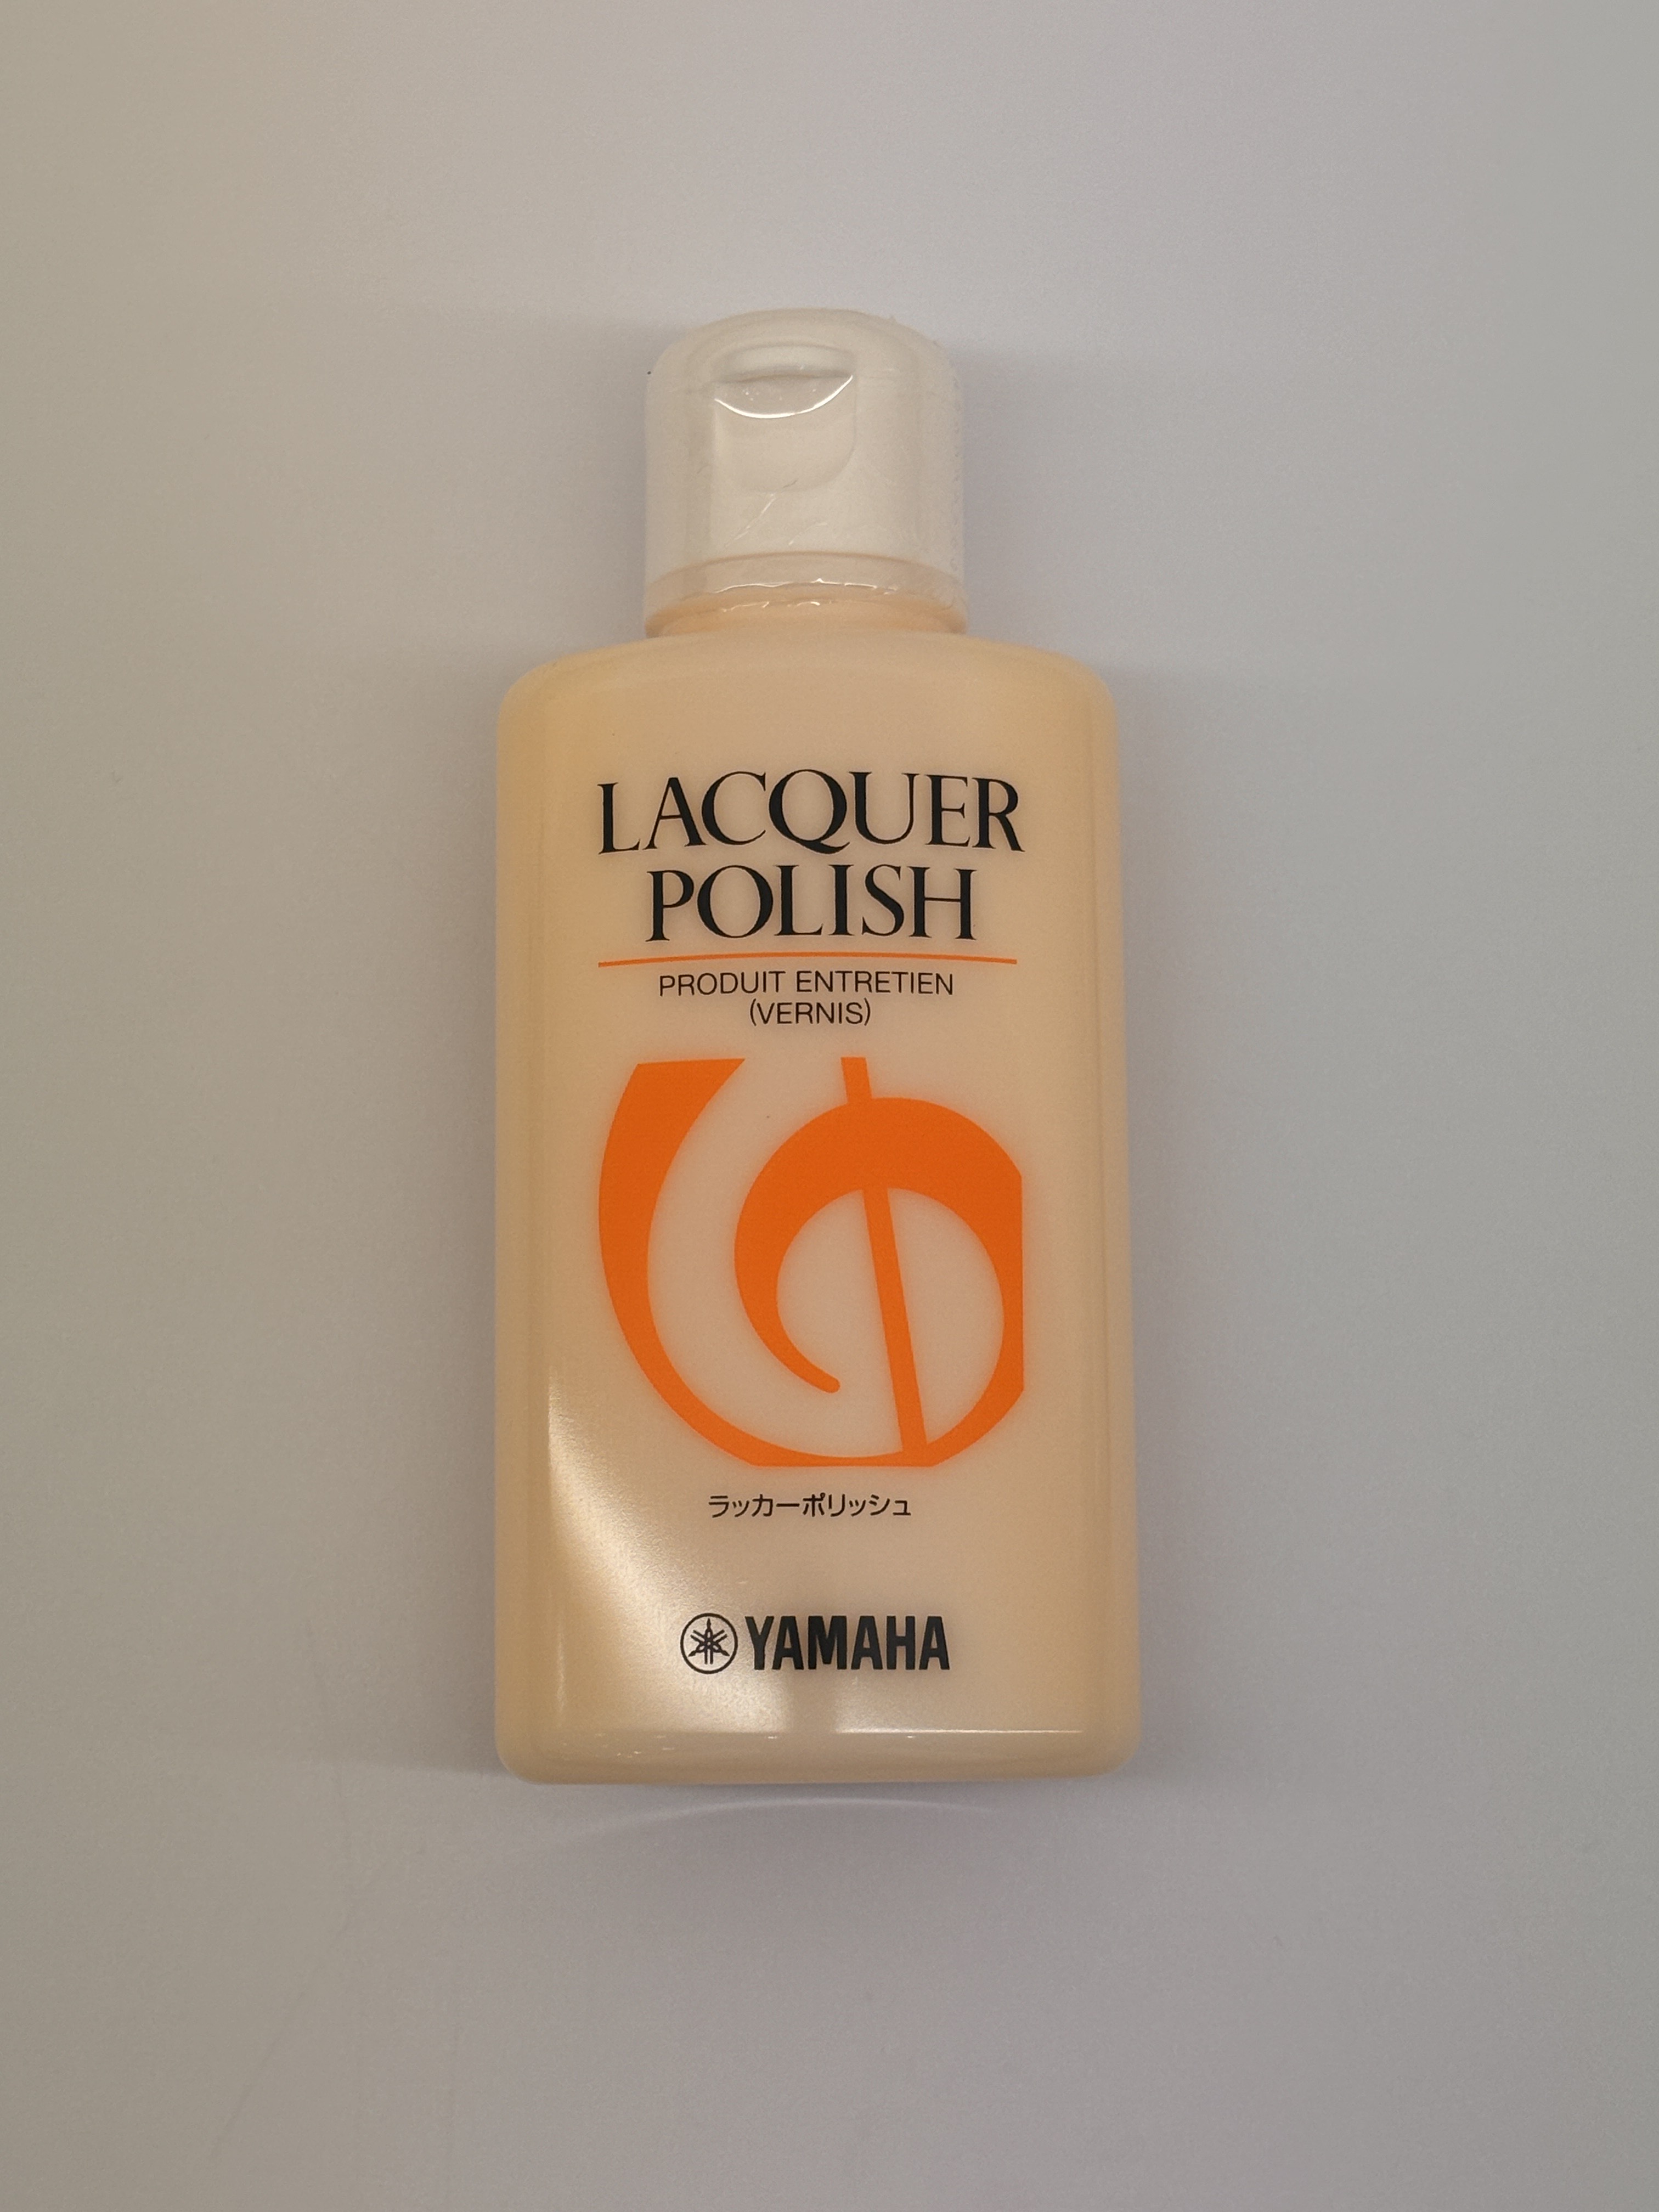 LACQUER
POLISH
PRODUIT ENTRETIEN
(VERNIS)
ラッカーポリッシュ
YAMAHA